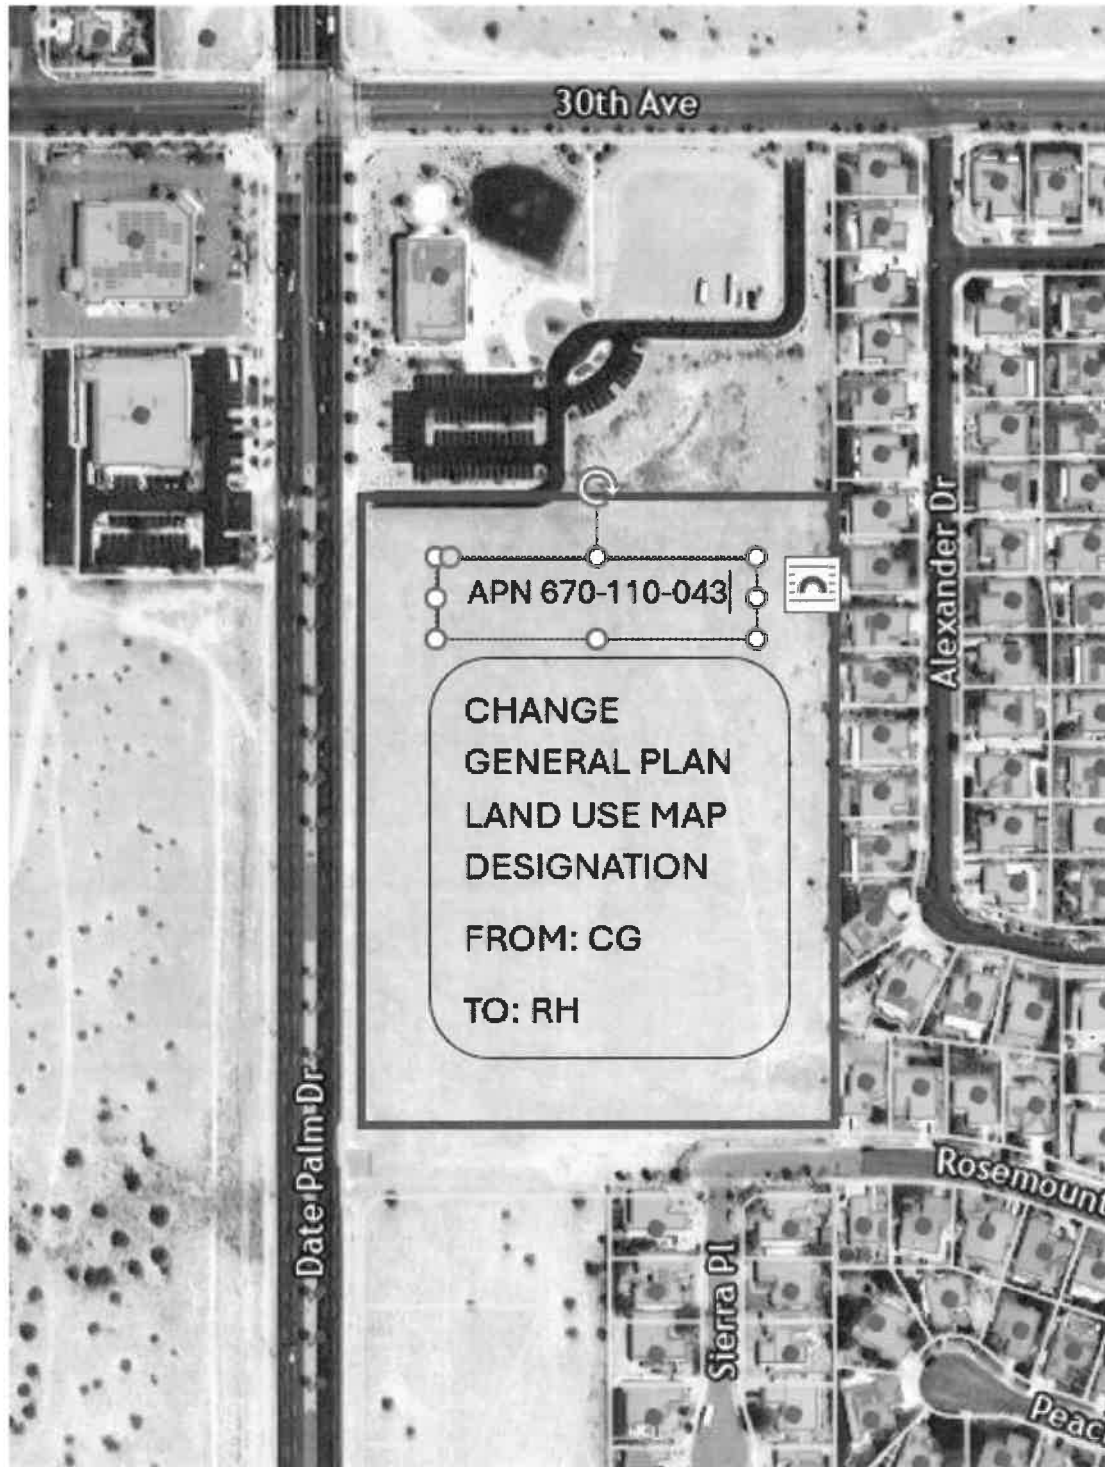 30th Ave
APN 670-110-043
Alexander Dr
CHANGE
GENERAL PLAN
LAND USE MAP
DESIGNATION
FROM: CG
TO: RH
Date Palm Dr
Rosemount
Sierra Pl
Peac